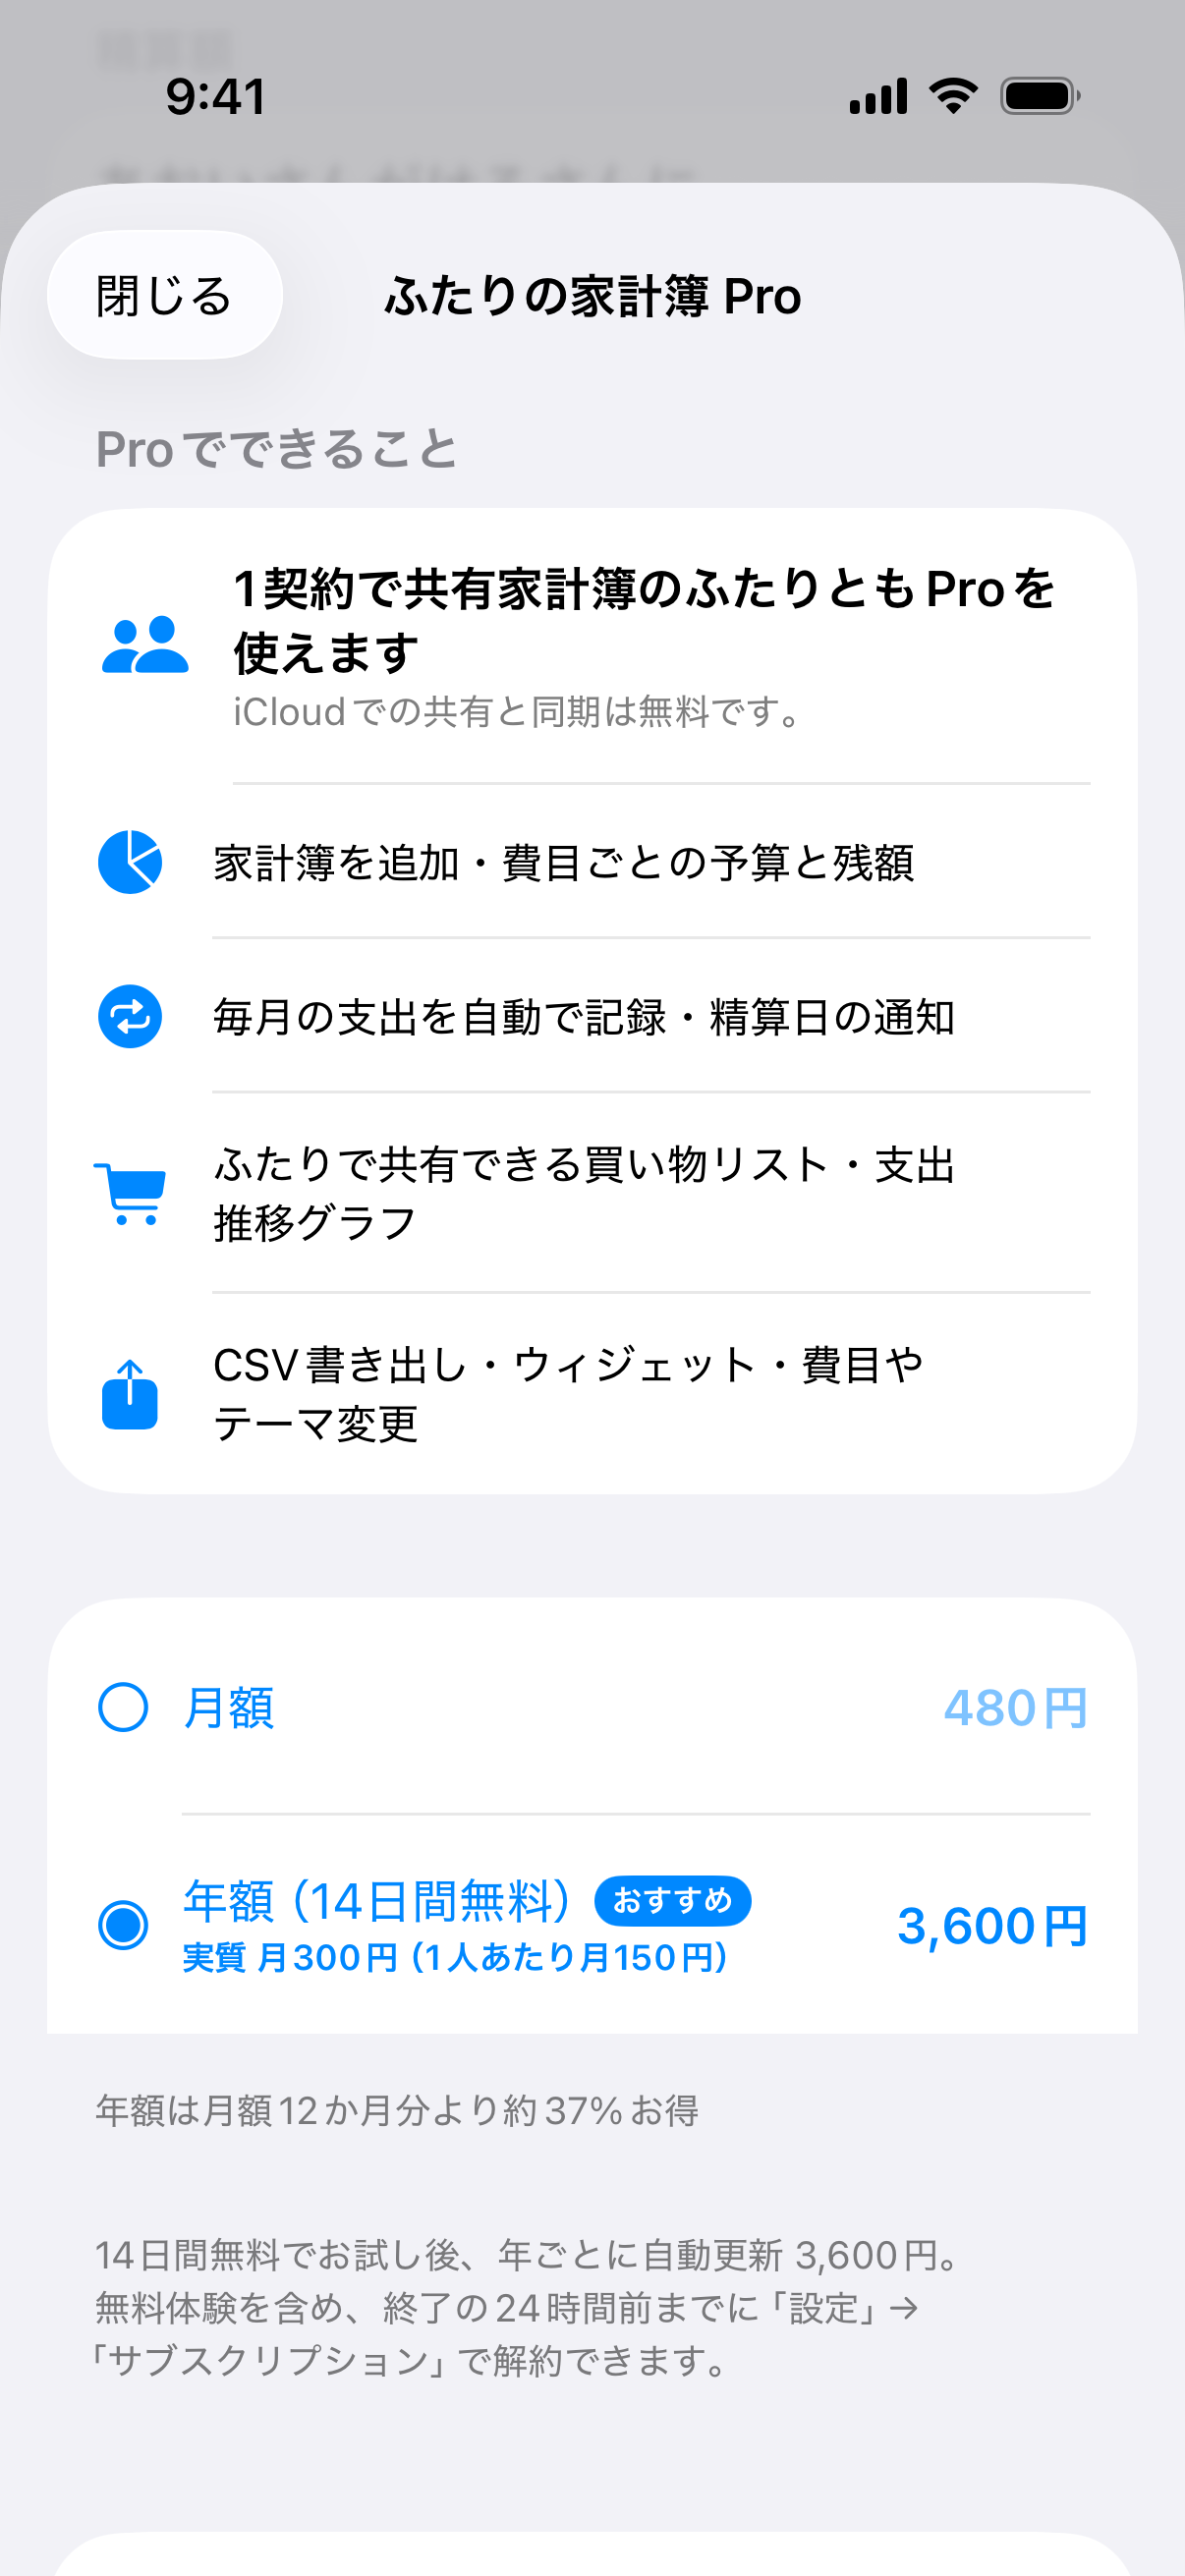 9:41
閉じる
ふたりの家計簿 Pro
Proでできること
1契約で共有家計簿のふたりともProを
使えます
iCloudでの共有と同期は無料です。
家計簿を追加・費目ごとの予算と残額
毎月の支出を自動で記録・精算日の通知
ふたりで共有できる買い物リスト・支出
推移グラフ
CSV書き出し・ウィジェット・費目や
テーマ変更
月額
480円
年額（14日間無料）
おすすめ
実質 月300円（1人あたり月150円）
3,600円
年額は月額12か月分より約37%お得
14日間無料でお試し後、年ごとに自動更新 3,600円。
無料体験を含め、終了の24時間前までに「設定」→
「サブスクリプション」で解約できます。